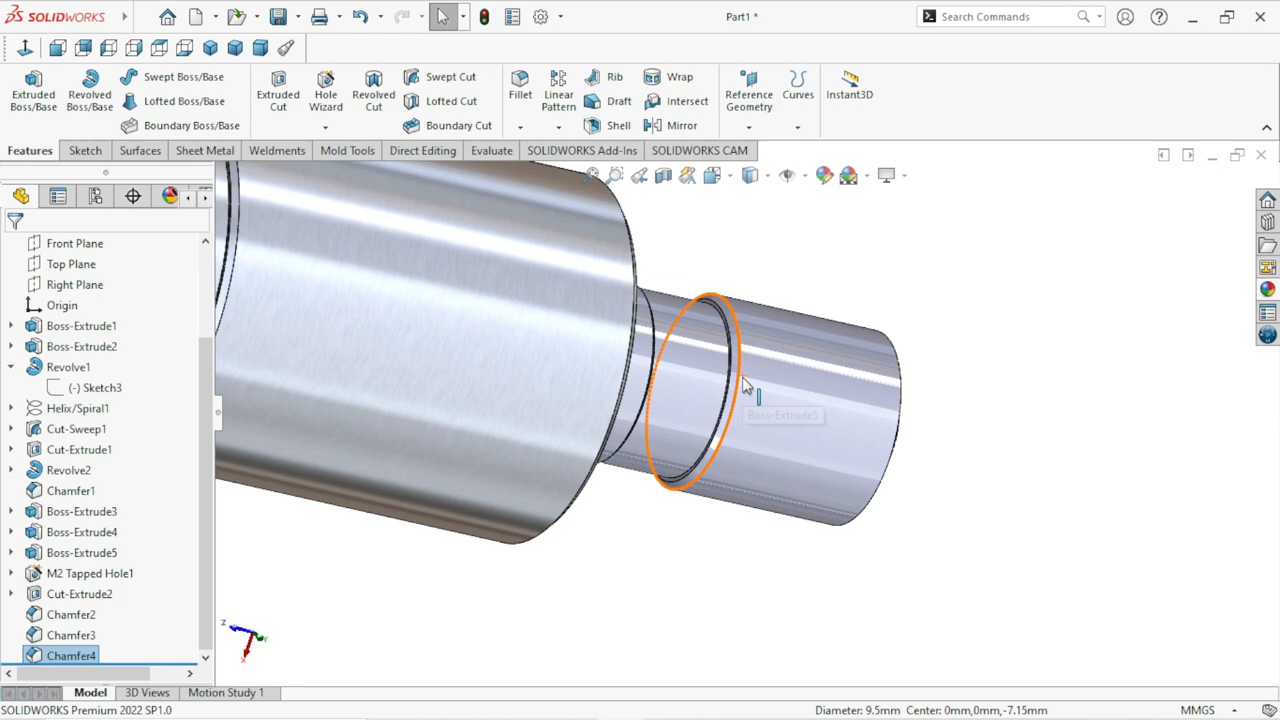 SOLIDWORKS
Part1 *
Search Commands
Extruded Boss/Base
Revolved Boss/Base
Swept Boss/Base
Lofted Boss/Base
Boundary Boss/Base
Extruded Cut
Hole Wizard
Revolved Cut
Swept Cut
Lofted Cut
Boundary Cut
Fillet
Linear Pattern
Rib
Draft
Shell
Wrap
Intersect
Mirror
Reference Geometry
Curves
Instant3D
Features
Sketch
Surfaces
Sheet Metal
Weldments
Mold Tools
Direct Editing
Evaluate
SOLIDWORKS Add-Ins
SOLIDWORKS CAM
Front Plane
Top Plane
Right Plane
Origin
Boss-Extrude1
Boss-Extrude2
Revolve1
(-) Sketch3
Helix/Spiral1
Cut-Sweep1
Cut-Extrude1
Revolve2
Chamfer1
Boss-Extrude3
Boss-Extrude4
Boss-Extrude5
M2 Tapped Hole1
Cut-Extrude2
Chamfer2
Chamfer3
Chamfer4
Boss-Extrude5
Z
Y
X
Model
3D Views
Motion Study 1
SOLIDWORKS Premium 2022 SP1.0
Diameter: 9.5mm Center: 0mm,0mm,-7.15mm
MMGS